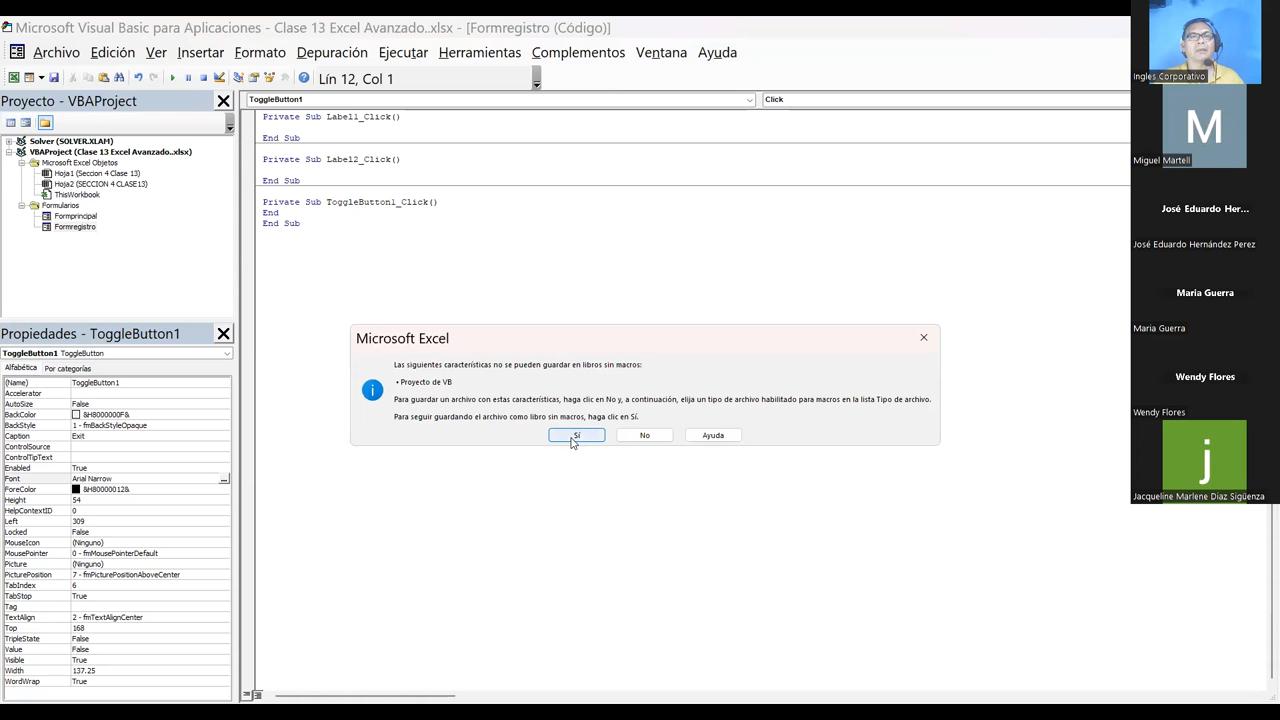 Microsoft Visual Basic para Aplicaciones - Clase 13 Excel Avanzado..xlsx - [Formregistro (Código)]
Archivo Edición Ver Insertar Formato Depuración Ejecutar Herramientas Complementos Ventana Ayuda
Lín 12, Col 1
Proyecto - VBAProject
Solver (SOLVER.XLAM)
VBAProject (Clase 13 Excel Avanzado..xlsx)
Microsoft Excel Objetos
Hoja1 (Seccion 4 Clase 13)
Hoja2 (SECCION 4 CLASE13)
ThisWorkbook
Formularios
Formprincipal
Formregistro
Propiedades - ToggleButton1
ToggleButton1 ToggleButton
Alfabética Por categorías
(Name) ToggleButton1
Accelerator
AutoSize False
BackColor &H8000000F&
BackStyle 1 - fmBackStyleOpaque
Caption Exit
ControlSource
ControlTipText
Enabled True
Font Arial Narrow ...
ForeColor &H80000012&
Height 54
HelpContextID 0
Left 309
Locked False
MouseIcon (Ninguno)
MousePointer 0 - fmMousePointerDefault
Picture (Ninguno)
PicturePosition 7 - fmPicturePositionAboveCenter
TabIndex 6
TabStop True
Tag
TextAlign 2 - fmTextAlignCenter
Top 168
TripleState False
Value False
Visible True
Width 137.25
WordWrap True
ToggleButton1 Click
Private Sub Label1_Click()
End Sub
Private Sub Label2_Click()
End Sub
Private Sub ToggleButton1_Click()
End
End Sub
Microsoft Excel
Las siguientes características no se pueden guardar en libros sin macros:
• Proyecto de VB
Para guardar un archivo con estas características, haga clic en No y, a continuación, elija un tipo de archivo habilitado para macros en la lista Tipo de archivo.
Para seguir guardando el archivo como libro sin macros, haga clic en Sí.
Sí No Ayuda
Ingles Corporativo
M
Miguel Martell
José Eduardo Her...
José Eduardo Hernández Perez
Maria Guerra
Maria Guerra
Wendy Flores
Wendy Flores
j
Jacqueline Marlene Diaz Sigüenza